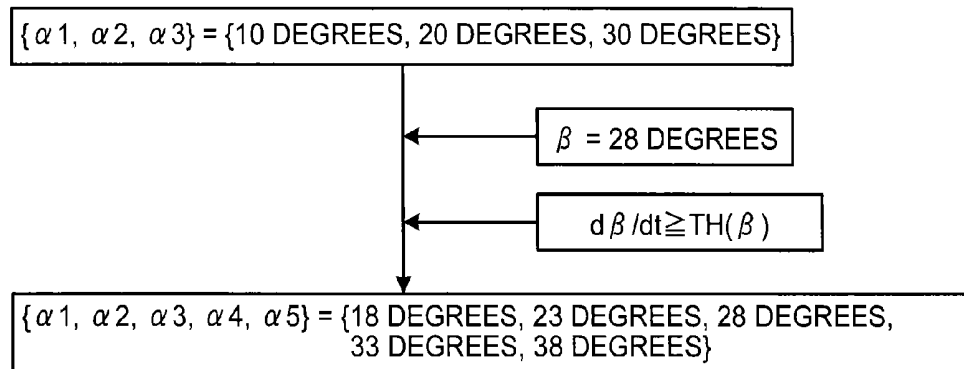 {α1, α2, α3} = {10 DEGREES, 20 DEGREES, 30 DEGREES}
β = 28 DEGREES
dβ/dt≧TH(β)
{α1, α2, α3, α4, α5} = {18 DEGREES, 23 DEGREES, 28 DEGREES,
33 DEGREES, 38 DEGREES}